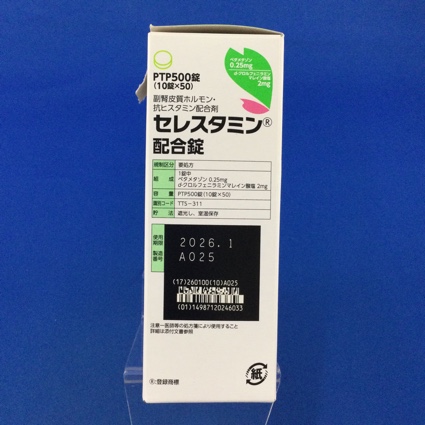 ベタメタゾン
0.25mg
d-クロルフェニラミン
マレイン酸塩
2mg
PTP500錠
(10錠×50)
副腎皮質ホルモン・
抗ヒスタミン配合剤
セレスタミン®
配合錠
規制区分 要処方
組成 1錠中
ベタメタゾン 0.25mg
d-クロルフェニラミンマレイン酸塩 2mg
容量 PTP500錠(10錠×50)
識別コード TTS-311
貯法 遮光し、室温保存
使用
期限 2026.1
製造
番号 A025
(17)260100(10)A025
(01)14987120246033
注意-医師等の処方箋により使用すること
詳細は添付文書参照
紙
®:登録商標